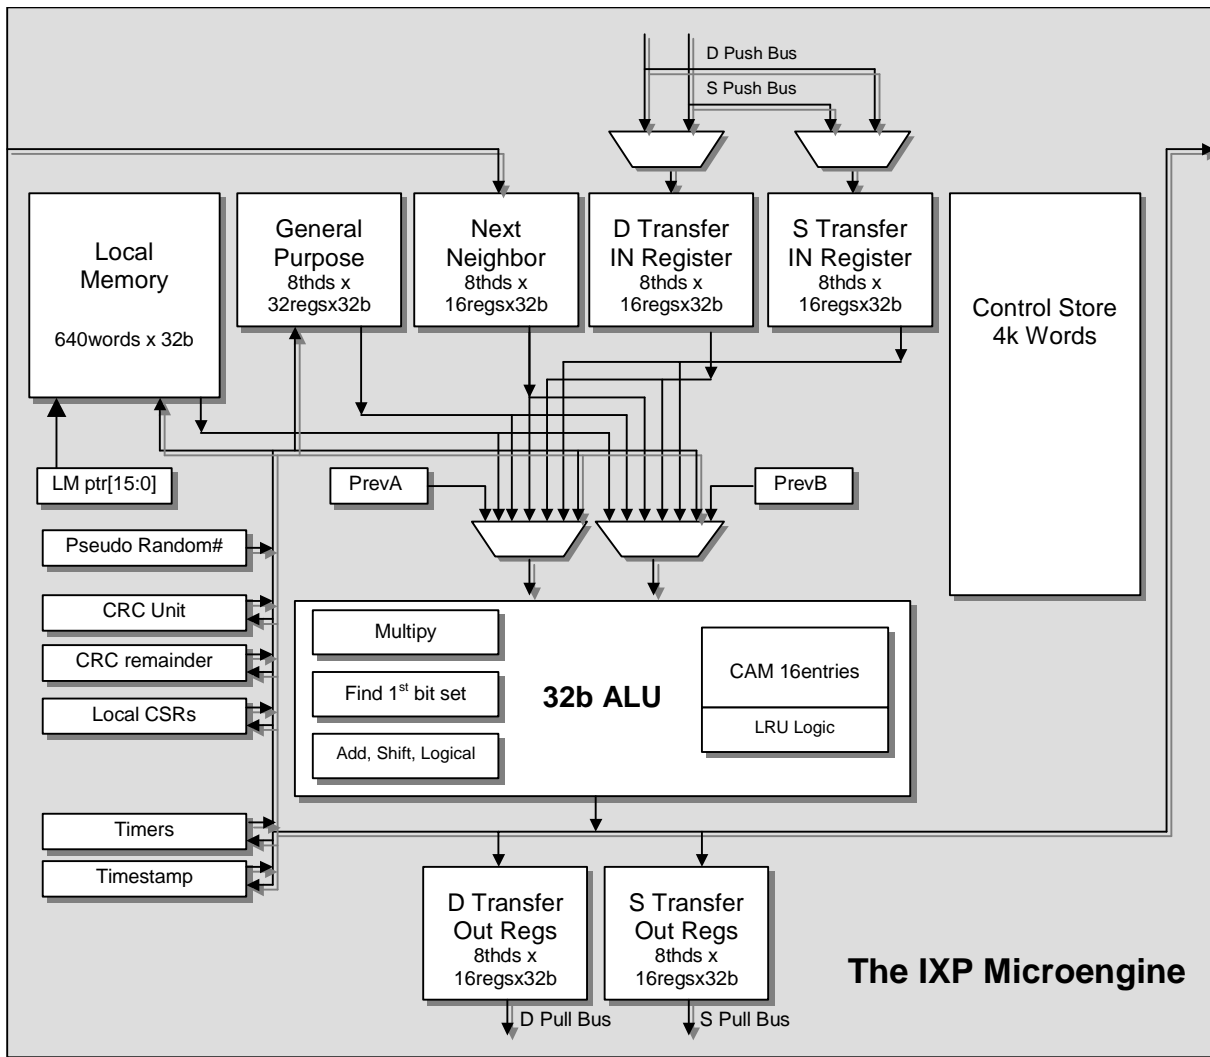 D Push Bus
S Push Bus
Local
Memory
640words x 32b
General
Purpose
8thds x
32regsx32b
Next
Neighbor
8thds x
16regsx32b
D Transfer
IN Register
8thds x
16regsx32b
S Transfer
IN Register
8thds x
16regsx32b
Control Store
4k Words
LM ptr[15:0]
PrevA
PrevB
Pseudo Random#
CRC Unit
CRC remainder
Local CSRs
Timers
Timestamp
Multipy
Find 1st bit set
Add, Shift, Logical
32b ALU
CAM 16entries
LRU Logic
D Transfer
Out Regs
8thds x
16regsx32b
S Transfer
Out Regs
8thds x
16regsx32b
D Pull Bus
S Pull Bus
The IXP Microengine